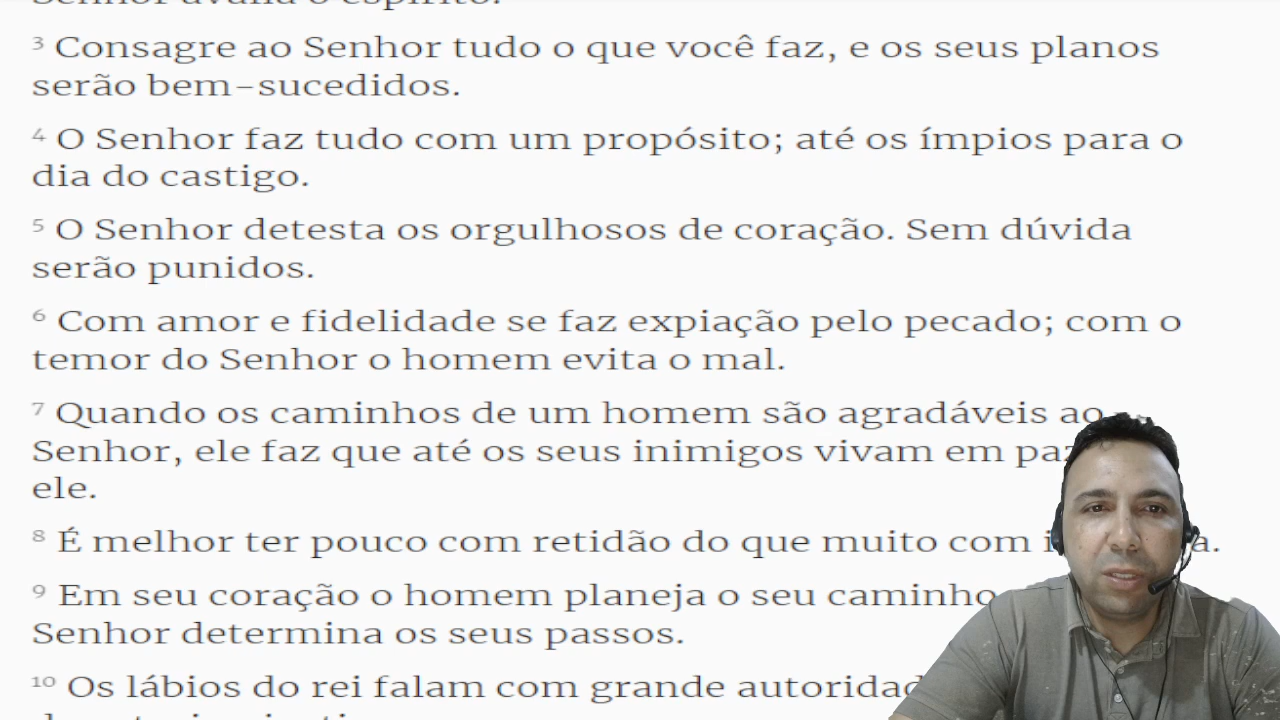 Senhor avalia o espírito.
3 Consagre ao Senhor tudo o que você faz, e os seus planos
serão bem-sucedidos.
4 O Senhor faz tudo com um propósito; até os ímpios para o
dia do castigo.
5 O Senhor detesta os orgulhosos de coração. Sem dúvida
serão punidos.
6 Com amor e fidelidade se faz expiação pelo pecado; com o
temor do Senhor o homem evita o mal.
7 Quando os caminhos de um homem são agradáveis ao
Senhor, ele faz que até os seus inimigos vivam em paz
ele.
8 É melhor ter pouco com retidão do que muito com
9 Em seu coração o homem planeja o seu caminho
Senhor determina os seus passos.
10 Os lábios do rei falam com grande